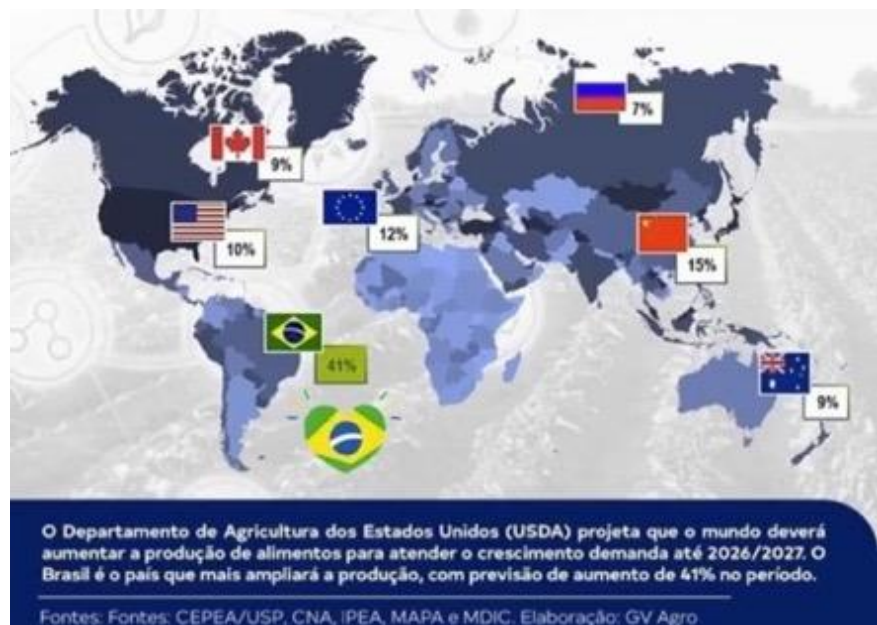 7%
9%
12%
10%
15%
41%
9%
O Departamento de Agricultura dos Estados Unidos (USDA) projeta que o mundo deverá
aumentar a produção de alimentos para atender o crescimento demanda até 2026/2027. O
Brasil é o país que mais ampliará a produção, com previsão de aumento de 41% no período.
Fontes: Fontes: CEPEA/USP, CNA, IPEA, MAPA e MDIC. Elaboração: GV Agro